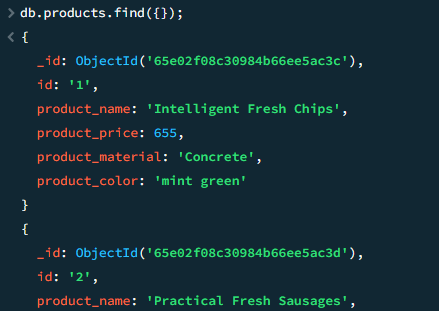 > db.products.find({});
< {
_id: ObjectId('65e02f08c30984b66ee5ac3c'),
id: '1',
product_name: 'Intelligent Fresh Chips',
product_price: 655,
product_material: 'Concrete',
product_color: 'mint green'
}
{
_id: ObjectId('65e02f08c30984b66ee5ac3d'),
id: '2',
product_name: 'Practical Fresh Sausages',